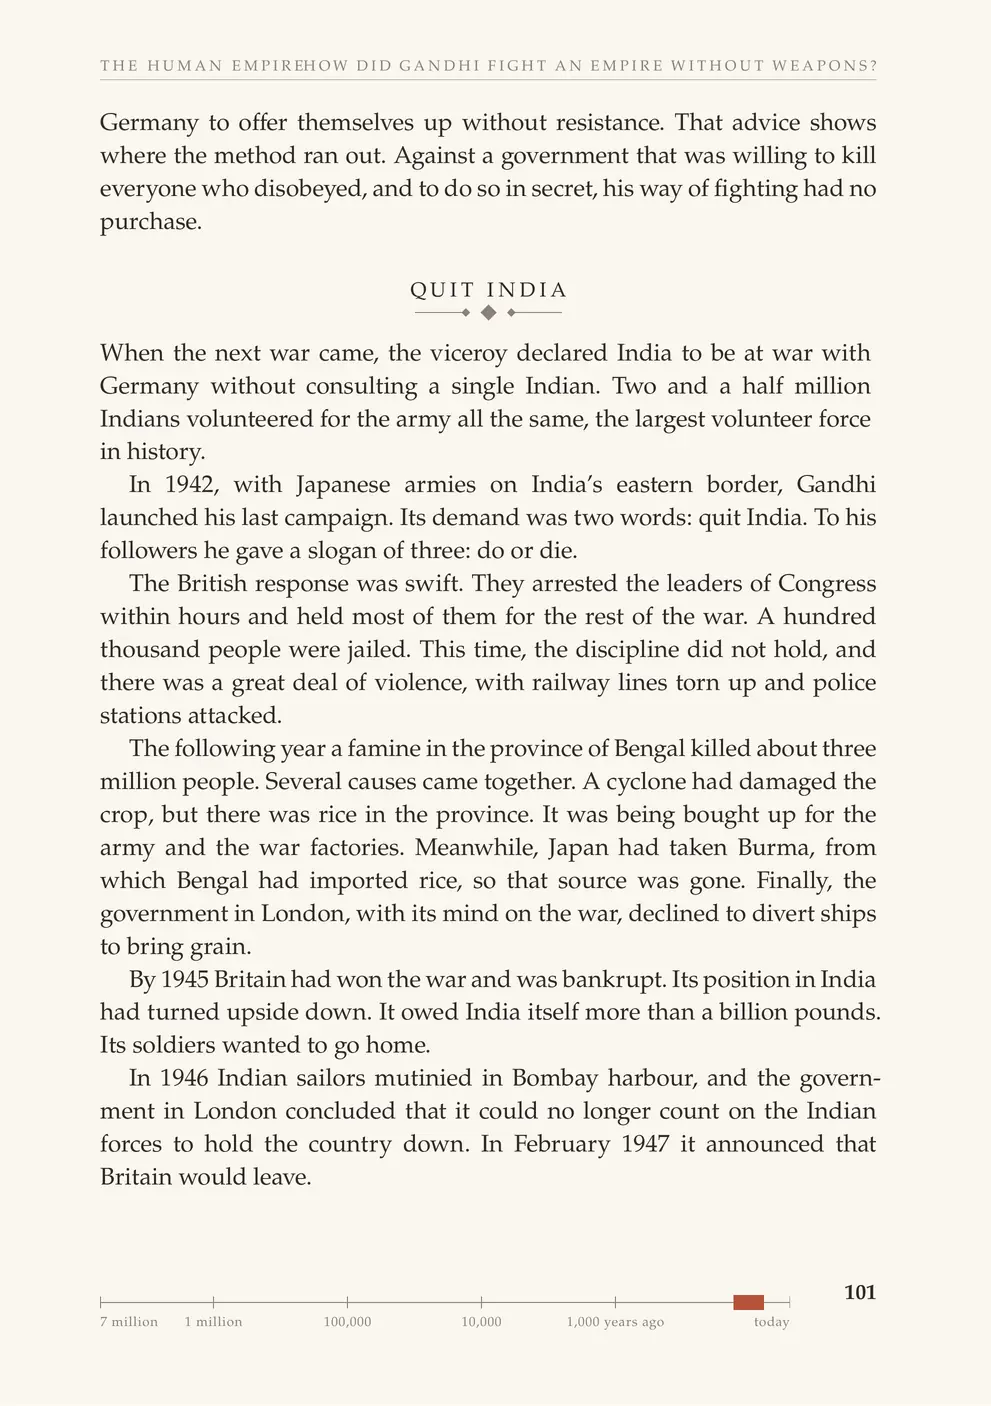 THE HUMAN EMPIREHOW DID GANDHI FIGHT AN EMPIRE WITHOUT WEAPONS?
Germany to offer themselves up without resistance. That advice shows
where the method ran out. Against a government that was willing to kill
everyone who disobeyed, and to do so in secret, his way of fighting had no
purchase.
QUIT INDIA
When the next war came, the viceroy declared India to be at war with
Germany without consulting a single Indian. Two and a half million
Indians volunteered for the army all the same, the largest volunteer force
in history.
In 1942, with Japanese armies on India’s eastern border, Gandhi
launched his last campaign. Its demand was two words: quit India. To his
followers he gave a slogan of three: do or die.
The British response was swift. They arrested the leaders of Congress
within hours and held most of them for the rest of the war. A hundred
thousand people were jailed. This time, the discipline did not hold, and
there was a great deal of violence, with railway lines torn up and police
stations attacked.
The following year a famine in the province of Bengal killed about three
million people. Several causes came together. A cyclone had damaged the
crop, but there was rice in the province. It was being bought up for the
army and the war factories. Meanwhile, Japan had taken Burma, from
which Bengal had imported rice, so that source was gone. Finally, the
government in London, with its mind on the war, declined to divert ships
to bring grain.
By 1945 Britain had won the war and was bankrupt. Its position in India
had turned upside down. It owed India itself more than a billion pounds.
Its soldiers wanted to go home.
In 1946 Indian sailors mutinied in Bombay harbour, and the govern-
ment in London concluded that it could no longer count on the Indian
forces to hold the country down. In February 1947 it announced that
Britain would leave.
101
7 million 1 million 100,000 10,000 1,000 years ago today